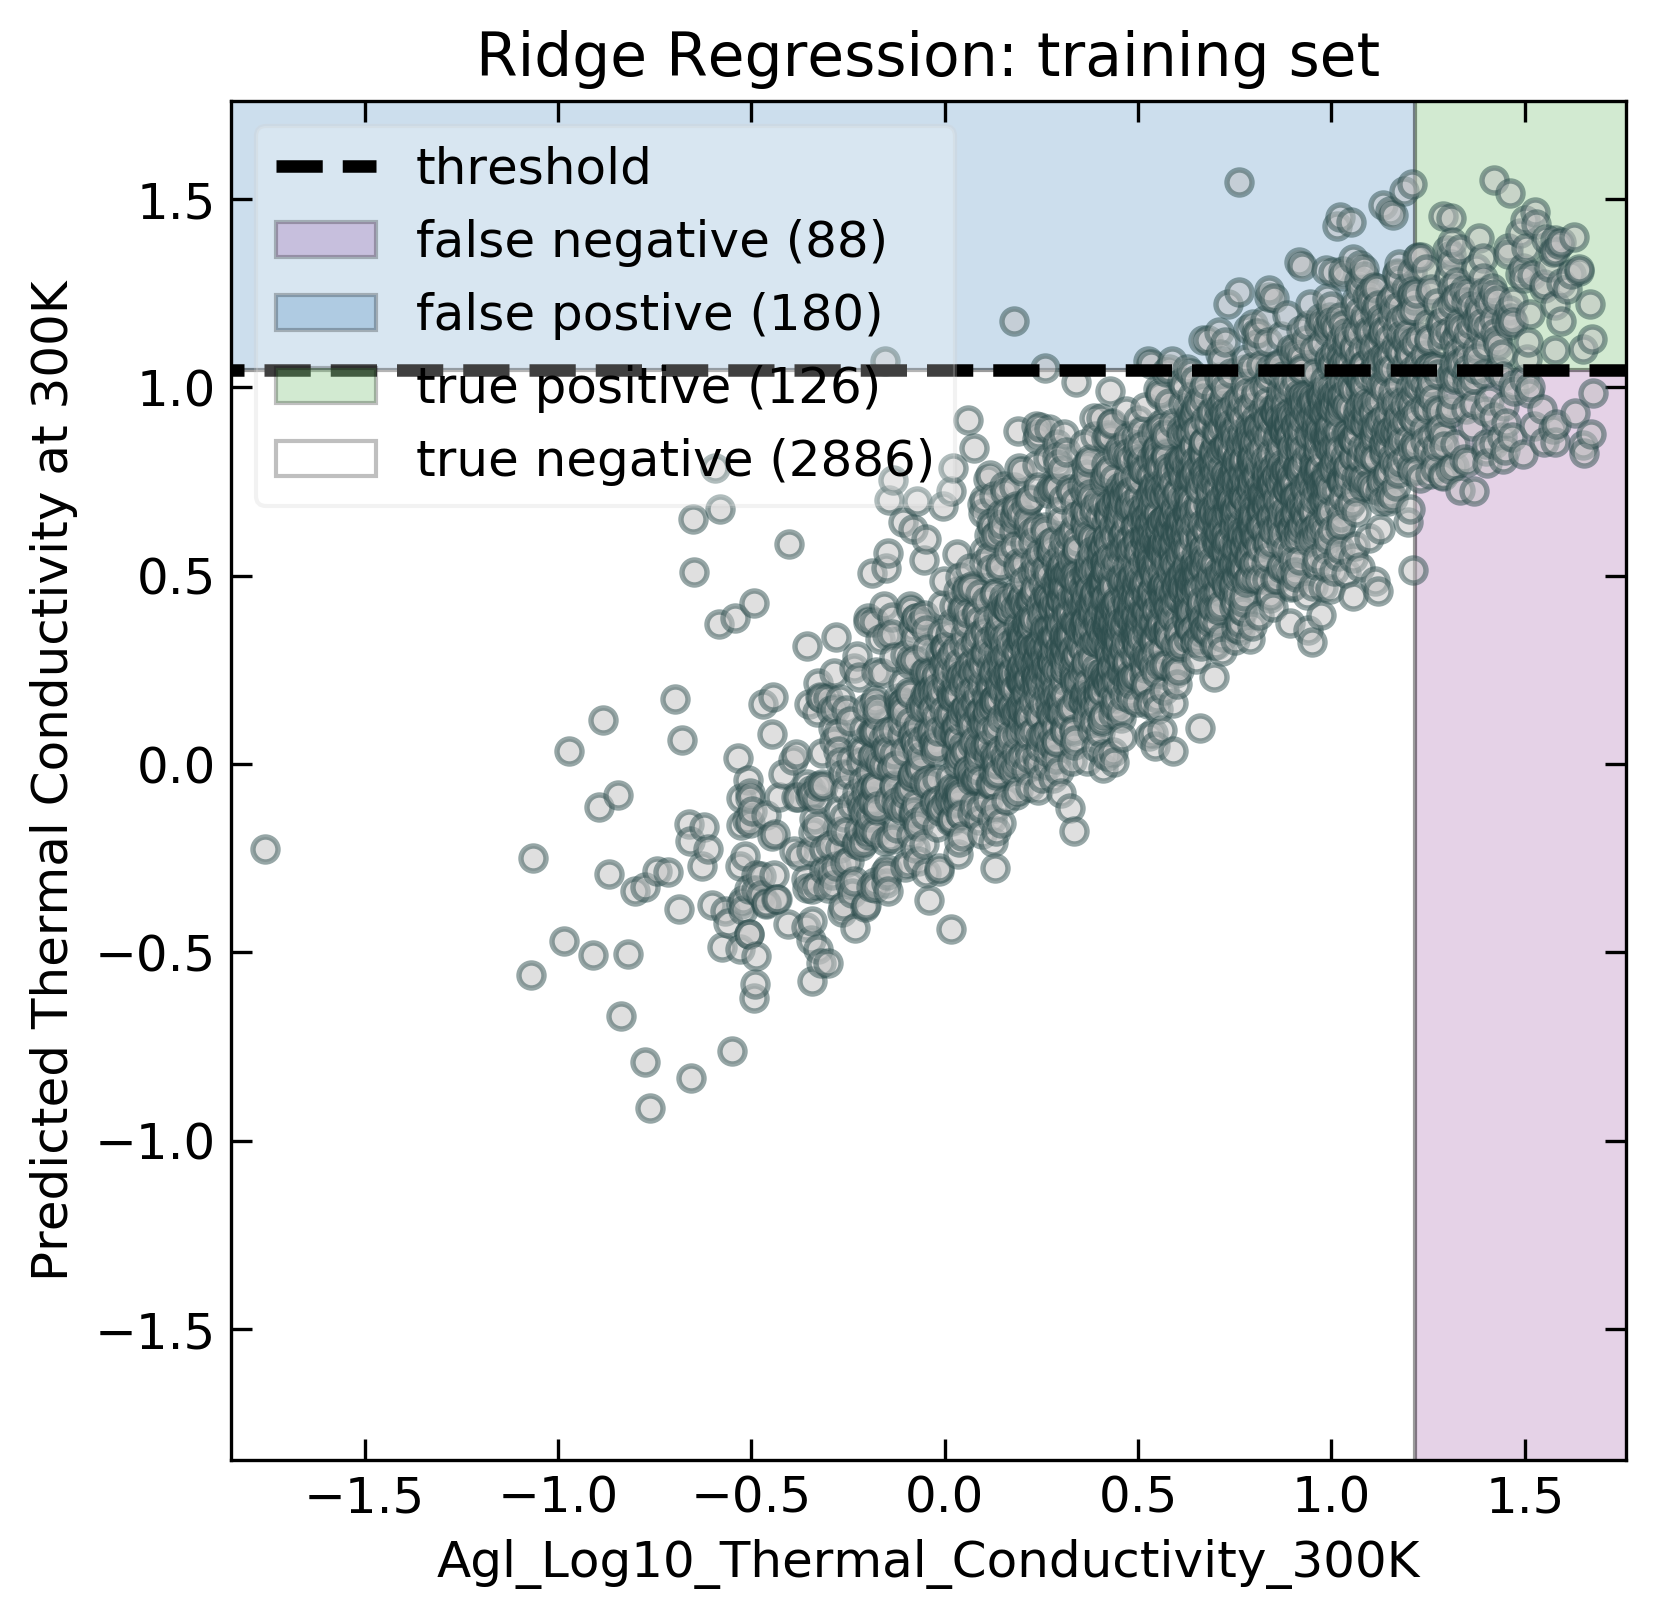 Ridge Regression: training set
threshold
false negative (88)
false postive (180)
true positive (126)
true negative (2886)
Predicted Thermal Conductivity at 300K
1.5
1.0
0.5
0.0
−0.5
−1.0
−1.5
−1.5 −1.0 −0.5 0.0 0.5 1.0 1.5
Agl_Log10_Thermal_Conductivity_300K